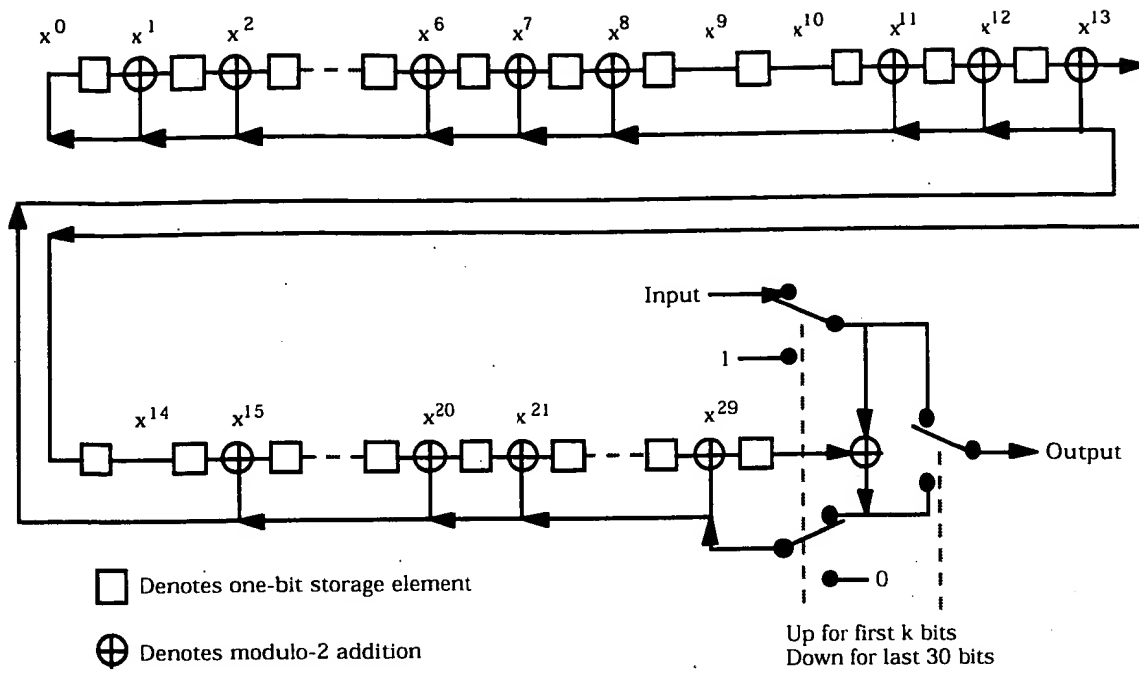 x⁰ x¹ x² x⁶ x⁷ x⁸ x⁹ x¹⁰ x¹¹ x¹² x¹³
Input
1
x¹⁴ x¹⁵ x²⁰ x²¹ x²⁹
Output
0
Denotes one-bit storage element
Denotes modulo-2 addition
Up for first k bits
Down for last 30 bits